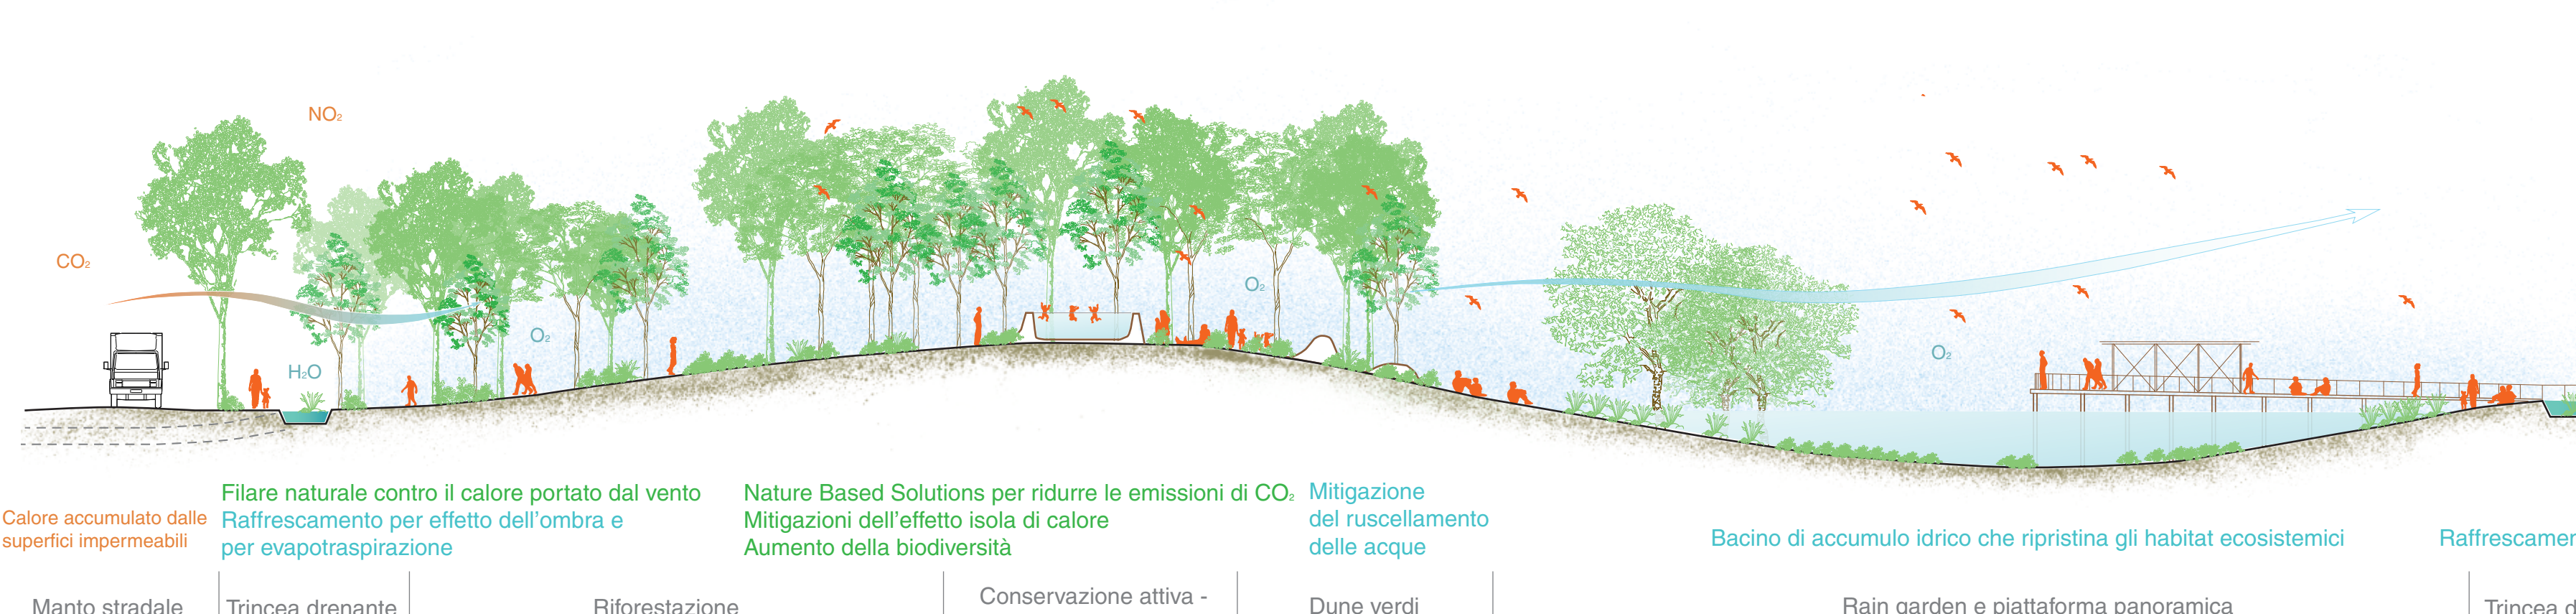 NO₂
CO₂
H₂O
O₂
O₂
O₂
Calore accumulato dalle
superfici impermeabili
Filare naturale contro il calore portato dal vento
Raffrescamento per effetto dell'ombra e
per evapotraspirazione
Nature Based Solutions per ridurre le emissioni di CO₂
Mitigazioni dell'effetto isola di calore
Aumento della biodiversità
Mitigazione
del ruscellamento
delle acque
Bacino di accumulo idrico che ripristina gli habitat ecosistemici
Manto stradale
Trincea drenante
Riforestazione
Conservazione attiva -
Dune verdi
Rain garden e piattaforma panoramica
Trincea